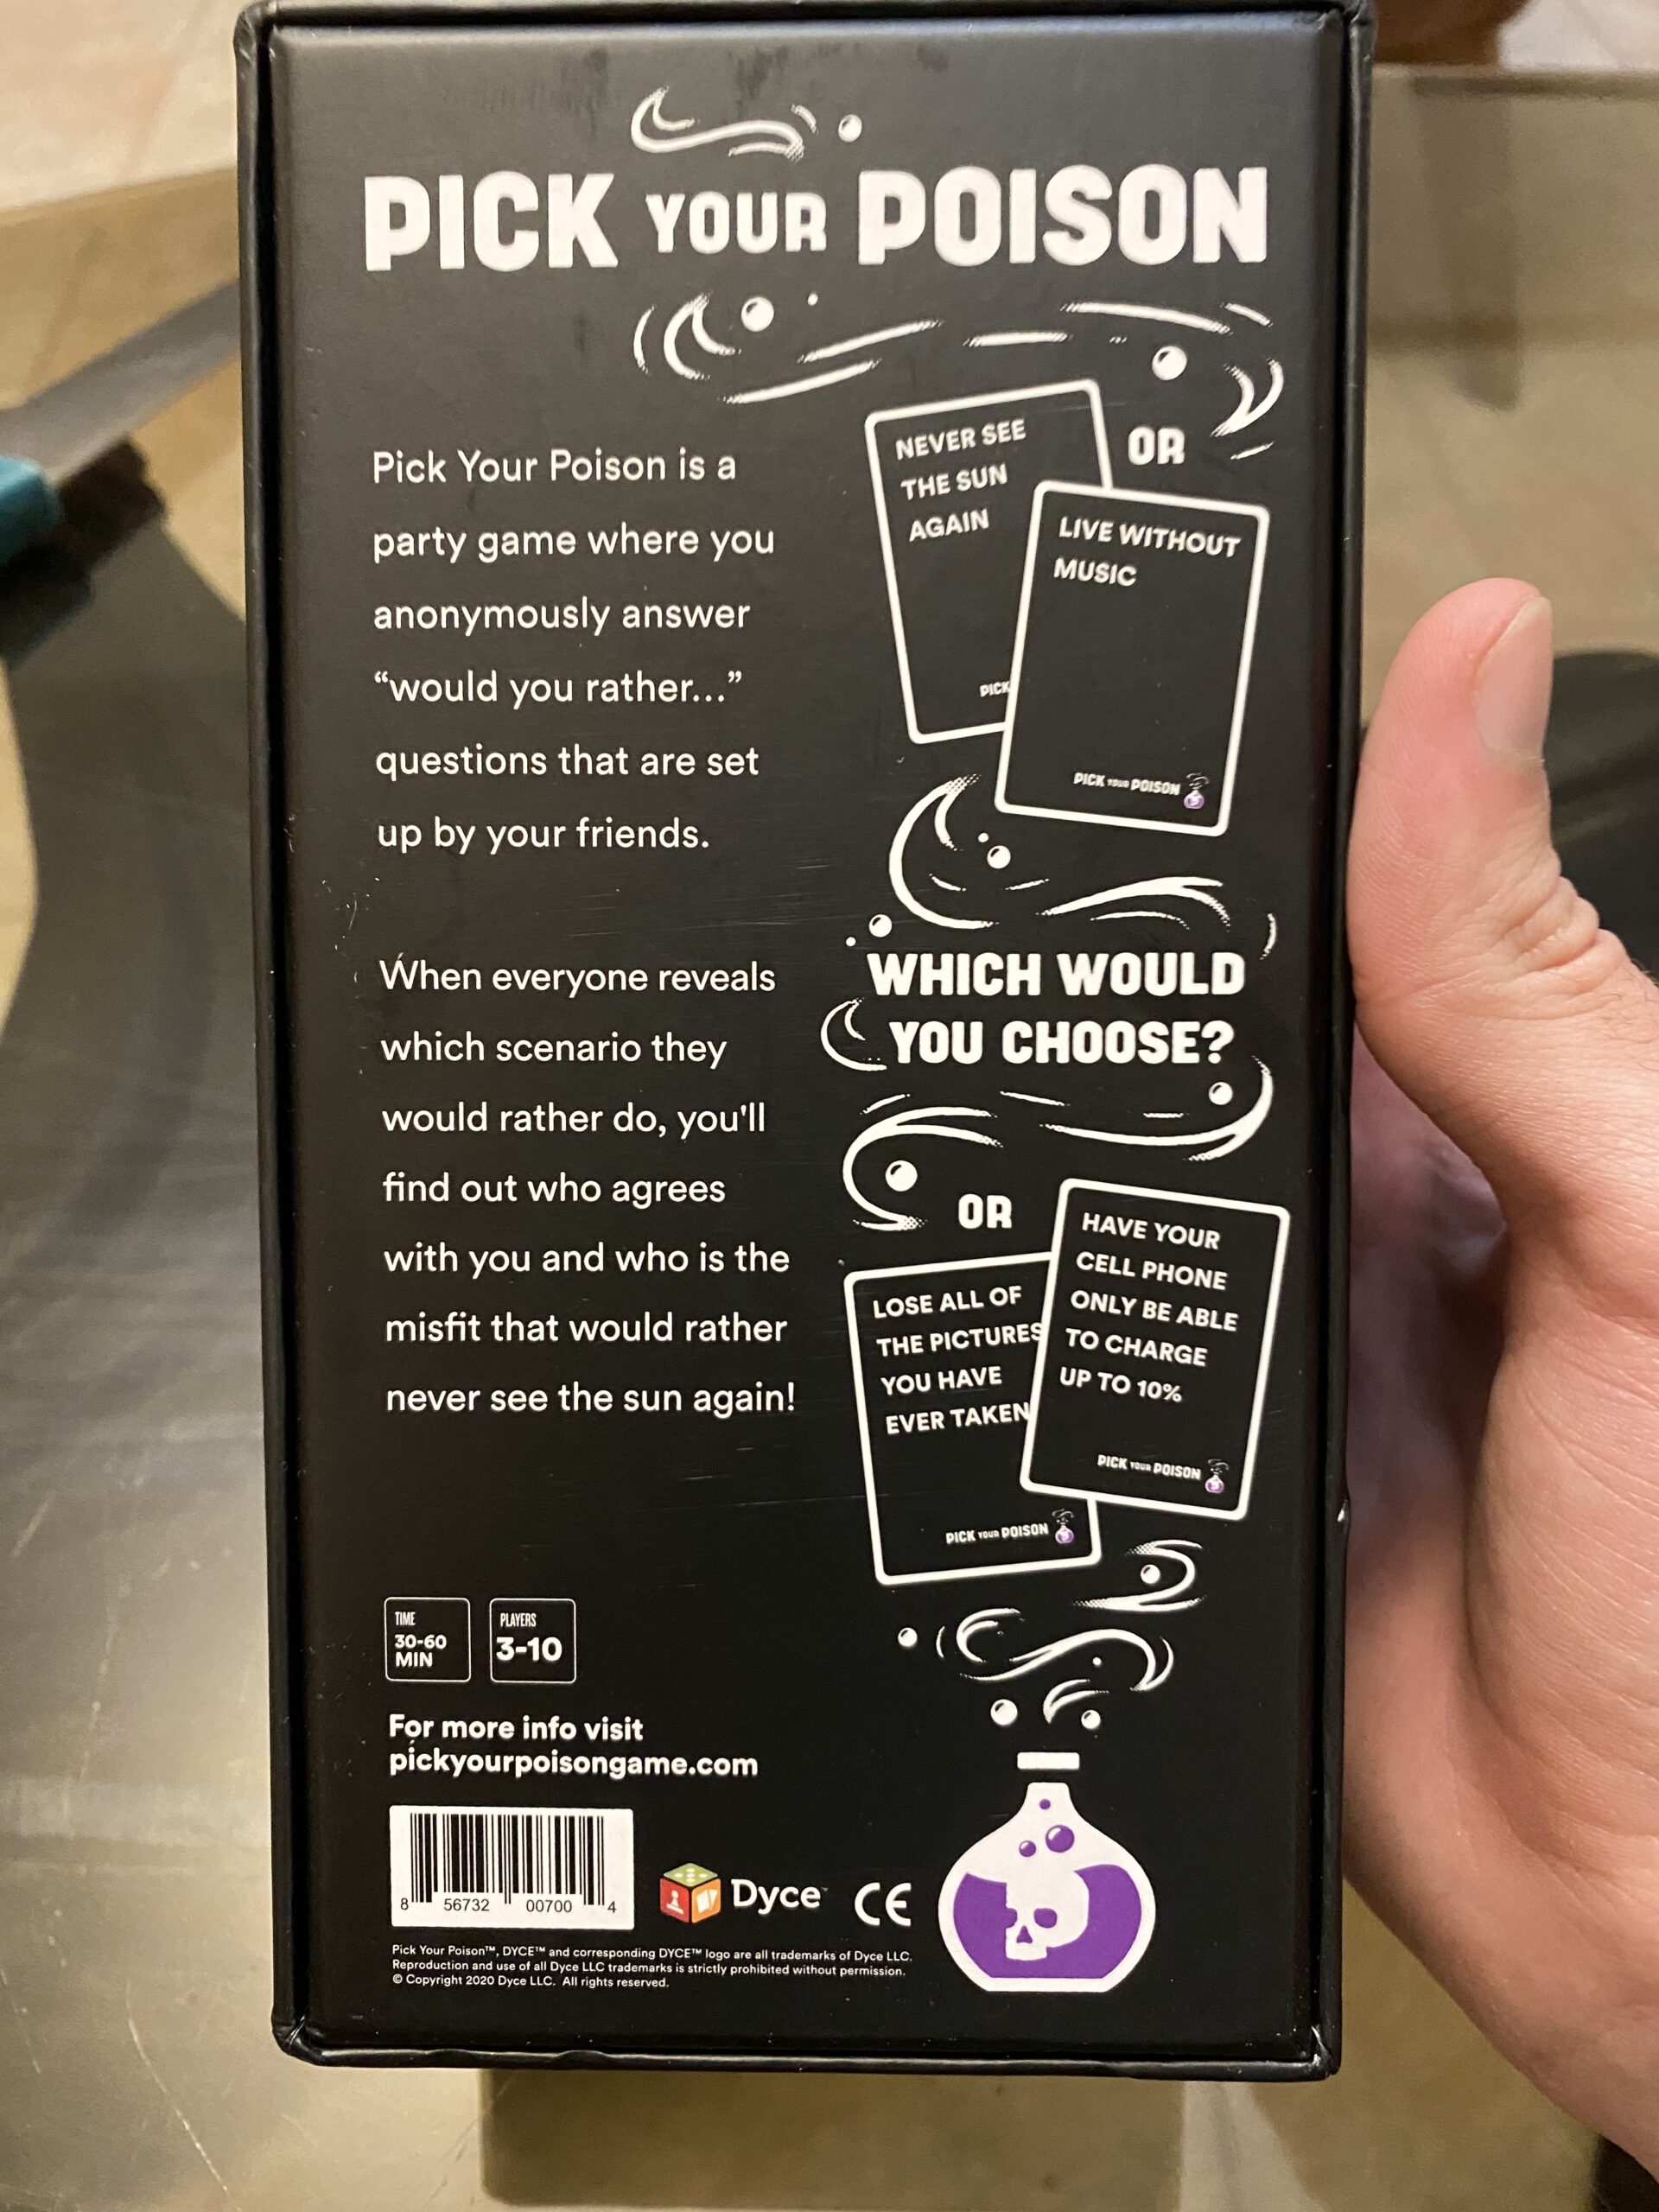 PICK YOUR POISON
Pick Your Poison is a
party game where you
anonymously answer
“would you rather...”
questions that are set
up by your friends.
When everyone reveals
which scenario they
would rather do, you'll
find out who agrees
with you and who is the
misfit that would rather
never see the sun again!
NEVER SEE
THE SUN
AGAIN
PICK
OR
LIVE WITHOUT
MUSIC
PICK YOUR POISON
WHICH WOULD
YOU CHOOSE?
OR
LOSE ALL OF
THE PICTURES
YOU HAVE
EVER TAKEN
PICK YOUR POISON
HAVE YOUR
CELL PHONE
ONLY BE ABLE
TO CHARGE
UP TO 10%
PICK YOUR POISON
TIME
30-60
MIN
PLAYERS
3-10
For more info visit
pickyourpoisongame.com
8 56732 00700 4
Dyce™
CE
Pick Your Poison™, DYCE™ and corresponding DYCE™ logo are all trademarks of Dyce LLC.
Reproduction and use of all Dyce LLC trademarks is strictly prohibited without permission.
© Copyright 2020 Dyce LLC. All rights reserved.